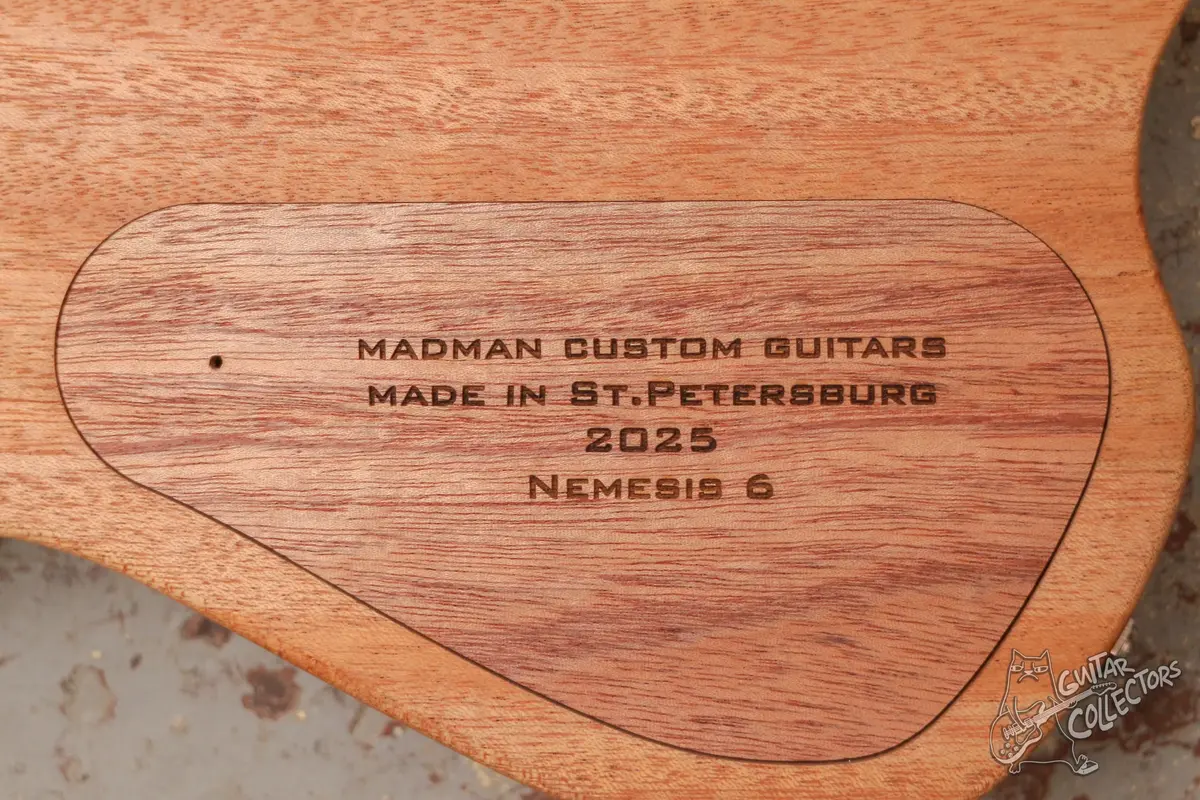 MADMAN CUSTOM GUITARS
MADE IN ST.PETERSBURG
2025
NEMESIS 6
GUITAR
COLLECTORS